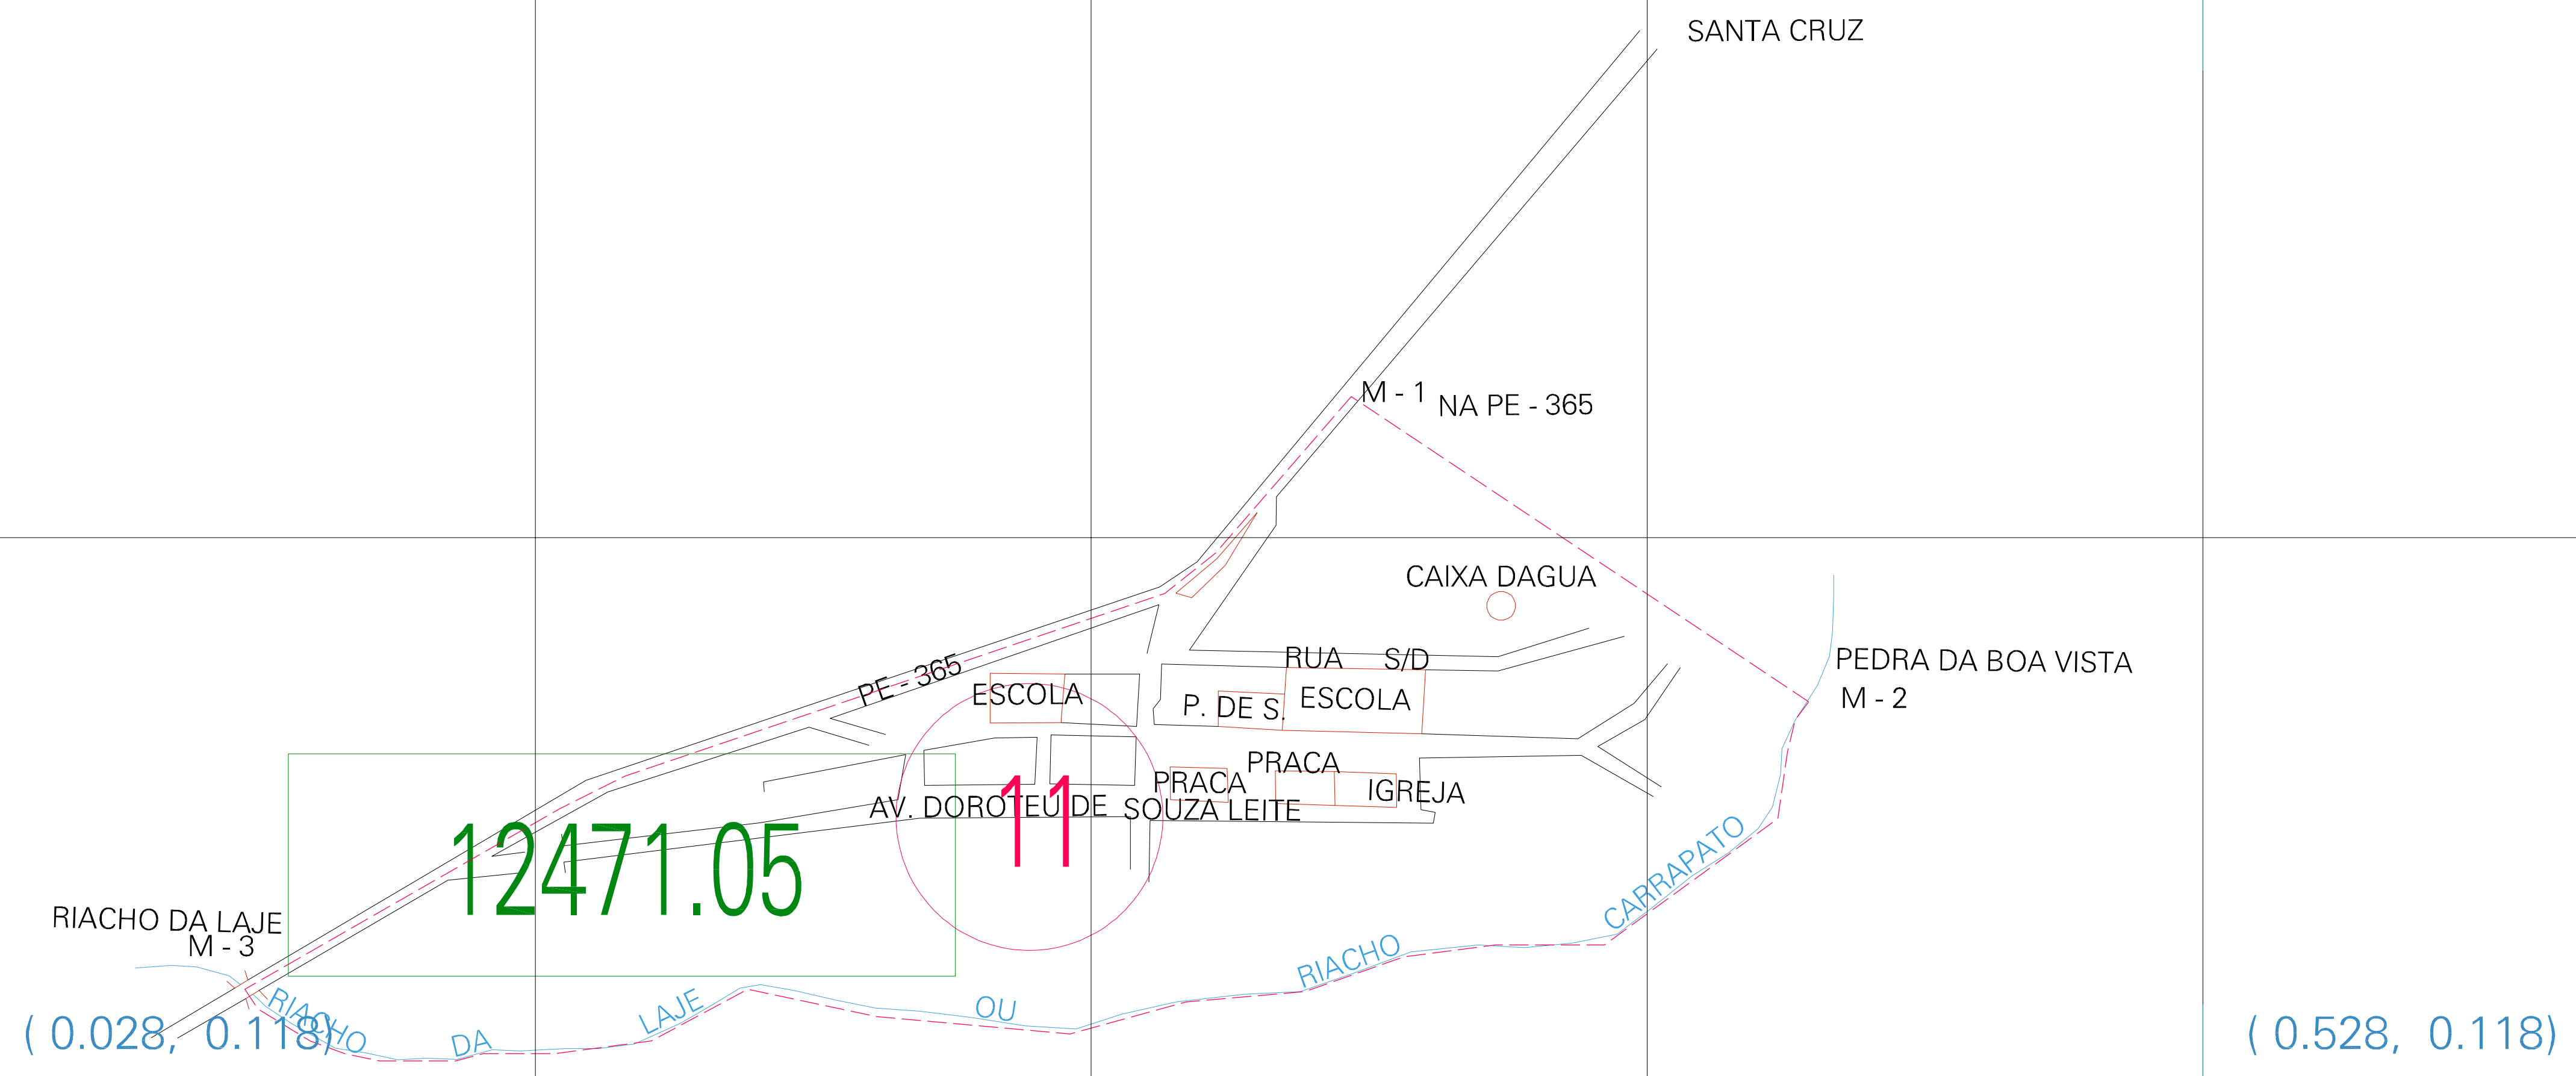 SANTA CRUZ
M - 1
NA PE - 365
CAIXA DAGUA
RUA S/D
PEDRA DA BOA VISTA
M - 2
PE - 365
ESCOLA
P. DE S.
ESCOLA
PRACA
PRACA
IGREJA
AV. DOROTEU DE SOUZA LEITE
11
12471.05
RIACHO DA LAJE
M - 3
RIACHO DA LAJE OU RIACHO CARRAPATO
( 0.028, 0.118)
( 0.528, 0.118)